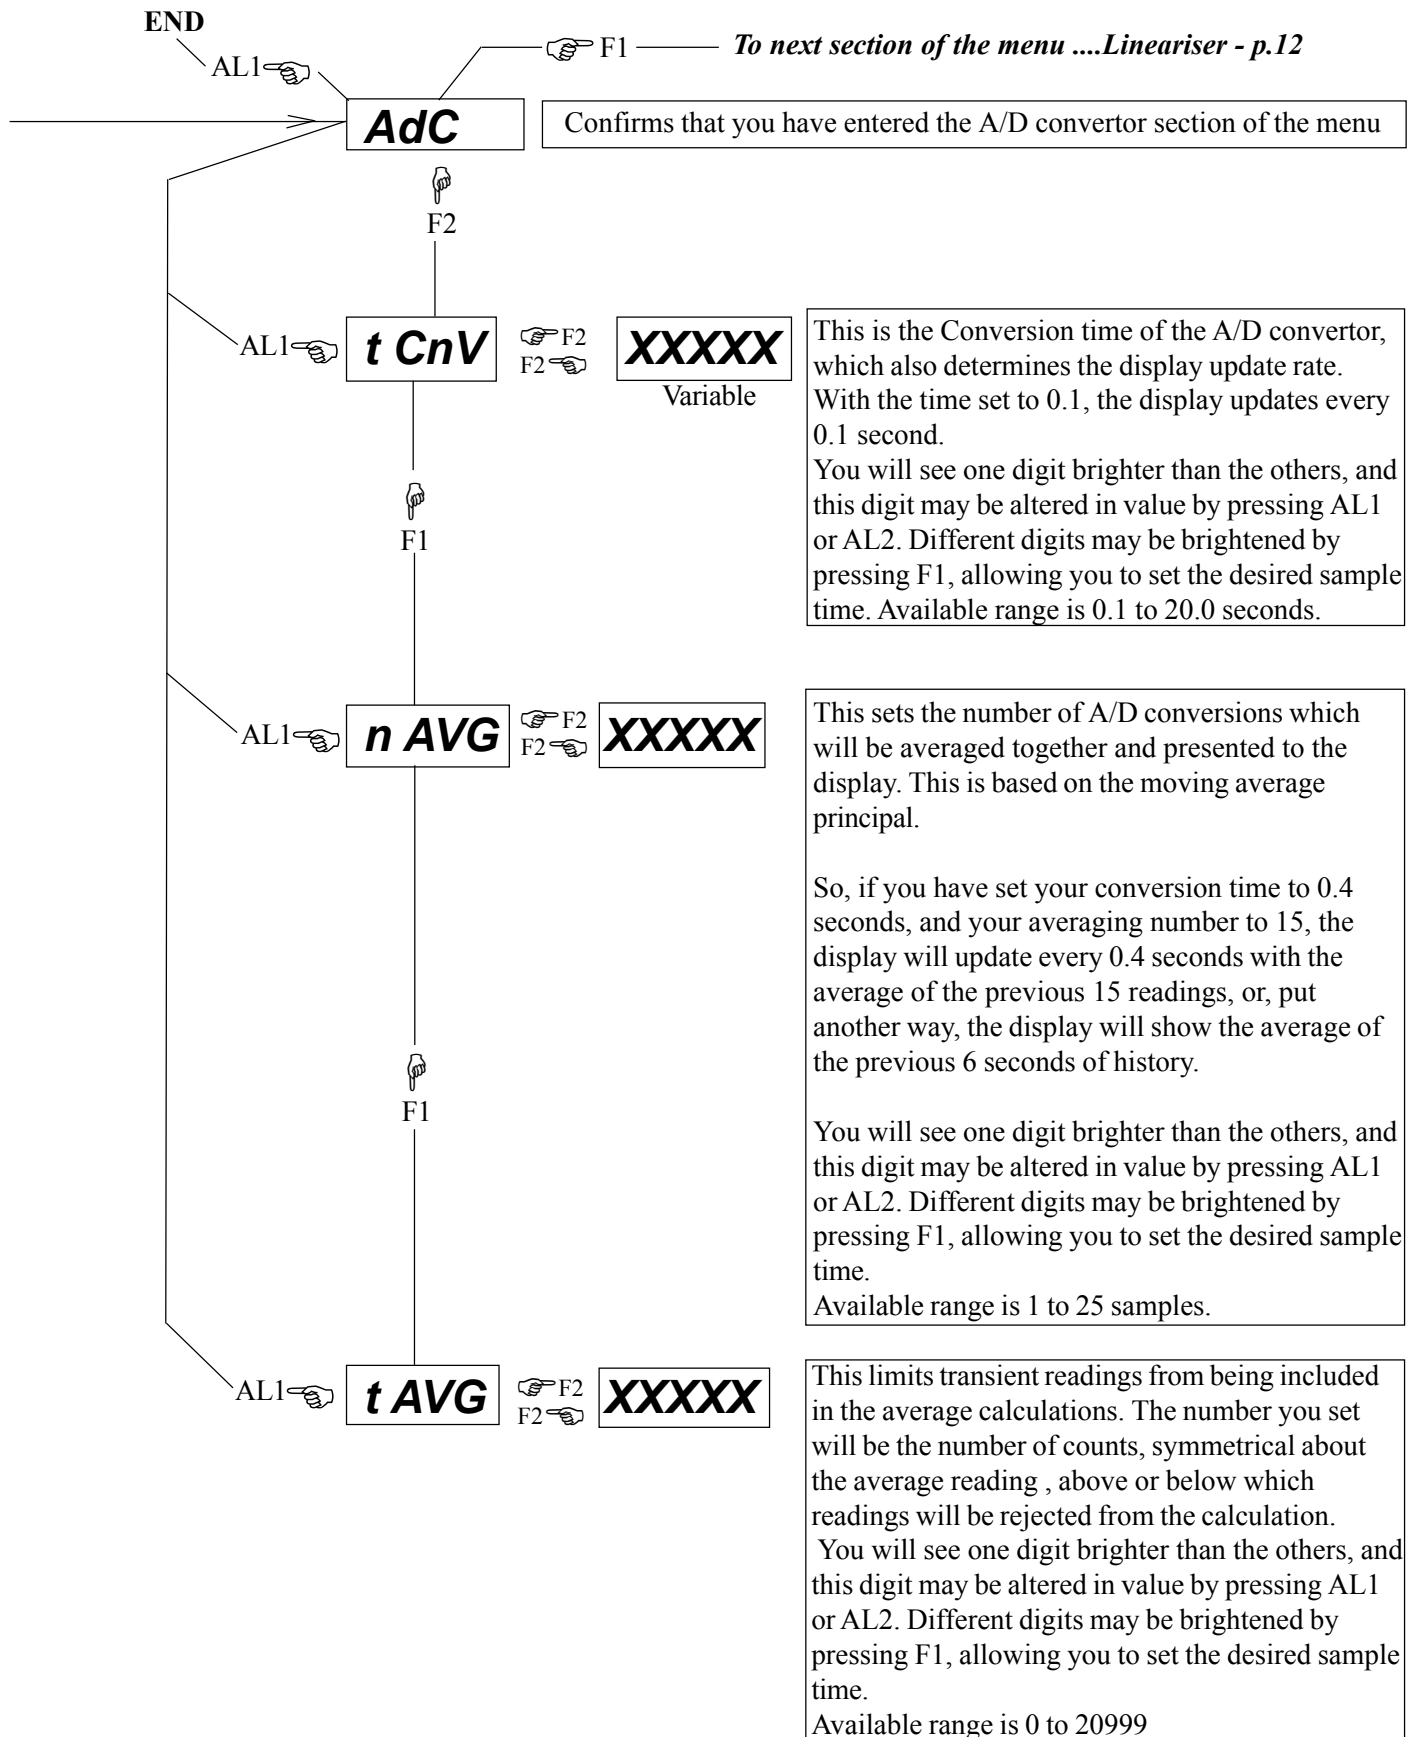 END
AL1
F1
To next section of the menu ....Lineariser - p.12
AdC
Confirms that you have entered the A/D convertor section of the menu
F2
AL1
t CnV
F2
F2
XXXXX
Variable
This is the Conversion time of the A/D convertor,
which also determines the display update rate.
With the time set to 0.1, the display updates every
0.1 second.
You will see one digit brighter than the others, and
this digit may be altered in value by pressing AL1
or AL2. Different digits may be brightened by
pressing F1, allowing you to set the desired sample
time. Available range is 0.1 to 20.0 seconds.
F1
AL1
n AVG
F2
F2
XXXXX
This sets the number of A/D conversions which
will be averaged together and presented to the
display. This is based on the moving average
principal.
So, if you have set your conversion time to 0.4
seconds, and your averaging number to 15, the
display will update every 0.4 seconds with the
average of the previous 15 readings, or, put
another way, the display will show the average of
the previous 6 seconds of history.
You will see one digit brighter than the others, and
this digit may be altered in value by pressing AL1
or AL2. Different digits may be brightened by
pressing F1, allowing you to set the desired sample
time.
Available range is 1 to 25 samples.
F1
AL1
t AVG
F2
F2
XXXXX
This limits transient readings from being included
in the average calculations. The number you set
will be the number of counts, symmetrical about
the average reading , above or below which
readings will be rejected from the calculation.
You will see one digit brighter than the others, and
this digit may be altered in value by pressing AL1
or AL2. Different digits may be brightened by
pressing F1, allowing you to set the desired sample
time.
Available range is 0 to 20999